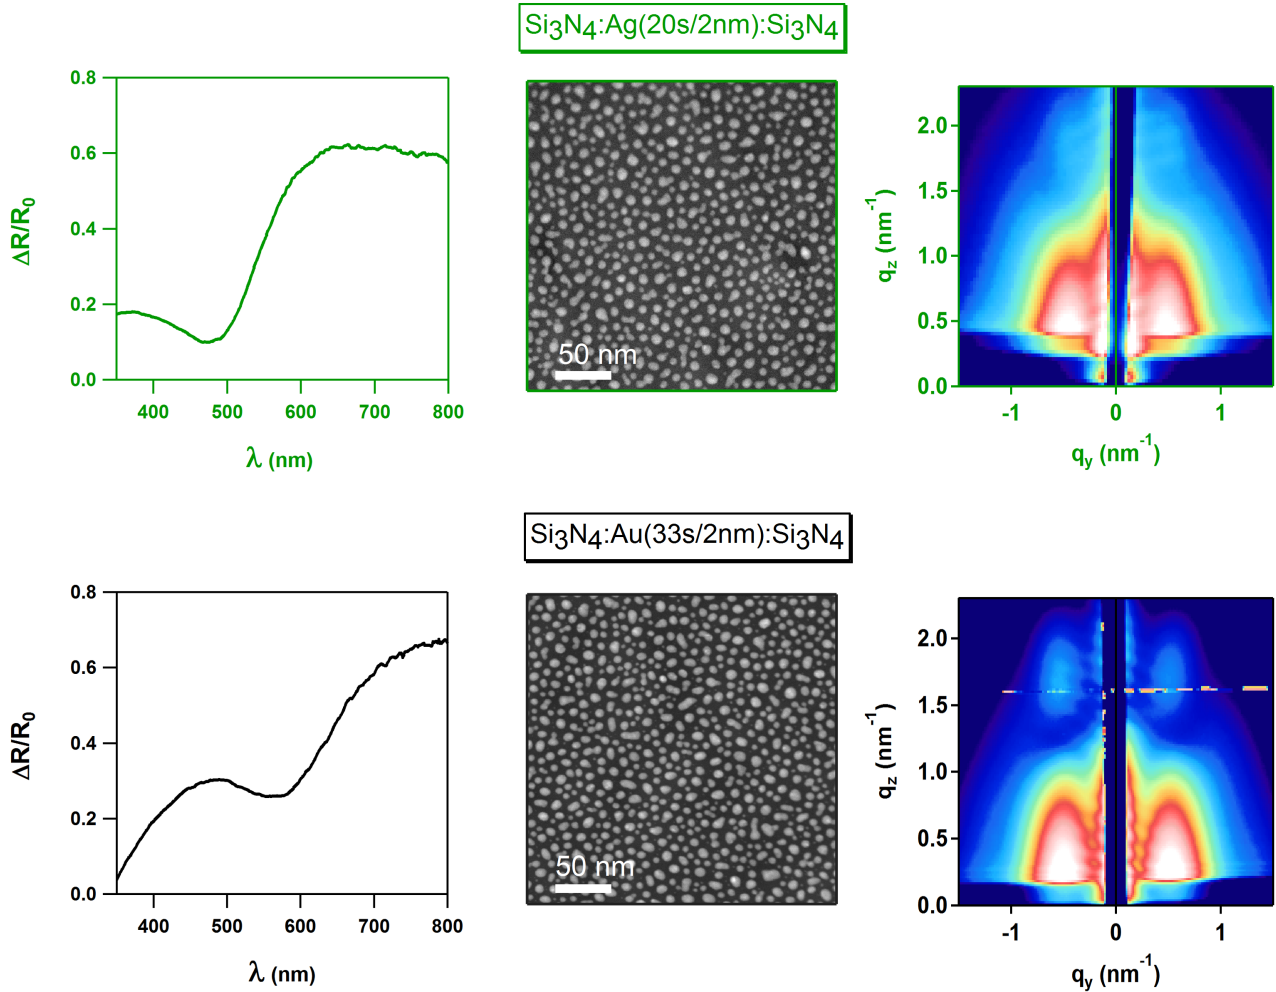 Si3N4:Ag(20s/2nm):Si3N4
0.8
0.6
0.4
0.2
0.0
ΔR/R0
400 500 600 700 800
λ (nm)
50 nm
2.0
1.5
1.0
0.5
0.0
qz (nm-1)
-1 0 1
qy (nm-1)
Si3N4:Au(33s/2nm):Si3N4
0.8
0.6
0.4
0.2
0.0
ΔR/R0
400 500 600 700 800
λ (nm)
50 nm
2.0
1.5
1.0
0.5
0.0
qz (nm-1)
-1 0 1
qy (nm-1)